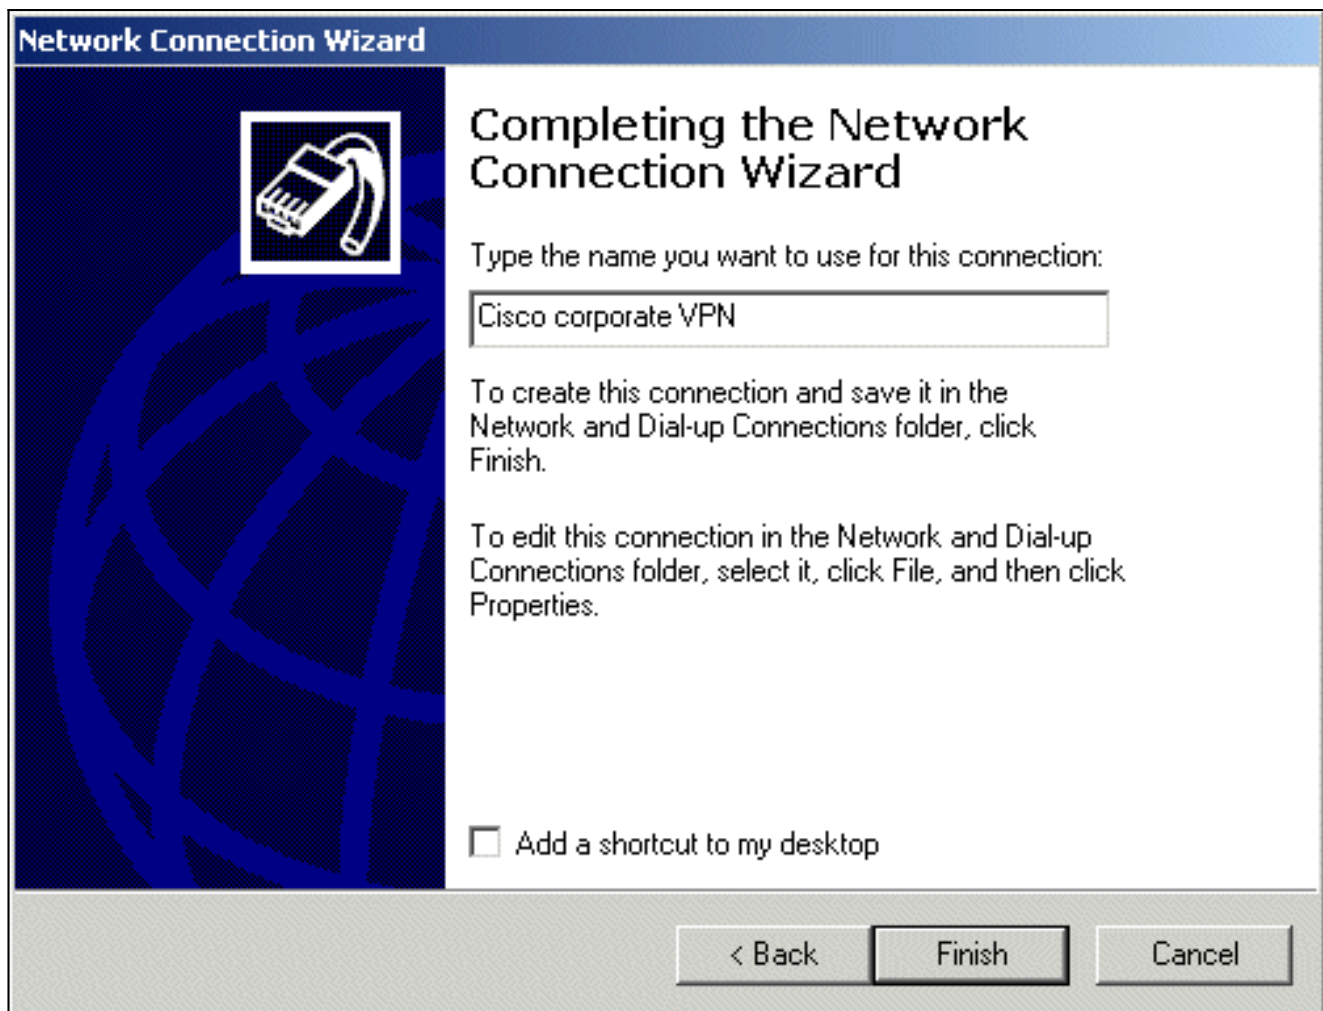 Network Connection Wizard
Completing the Network
Connection Wizard
Type the name you want to use for this connection:
Cisco corporate VPN
To create this connection and save it in the
Network and Dial-up Connections folder, click
Finish.
To edit this connection in the Network and Dial-up
Connections folder, select it, click File, and then click
Properties.
Add a shortcut to my desktop
< Back
Finish
Cancel